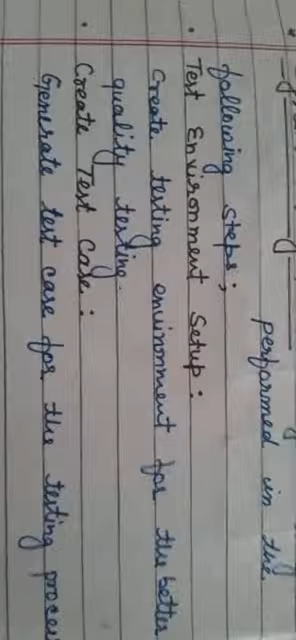 performed in the
following steps;
• Test Environment Setup:
Create testing environment for the better
quality testing.
• Create Test Case:
Generate test case for the testing